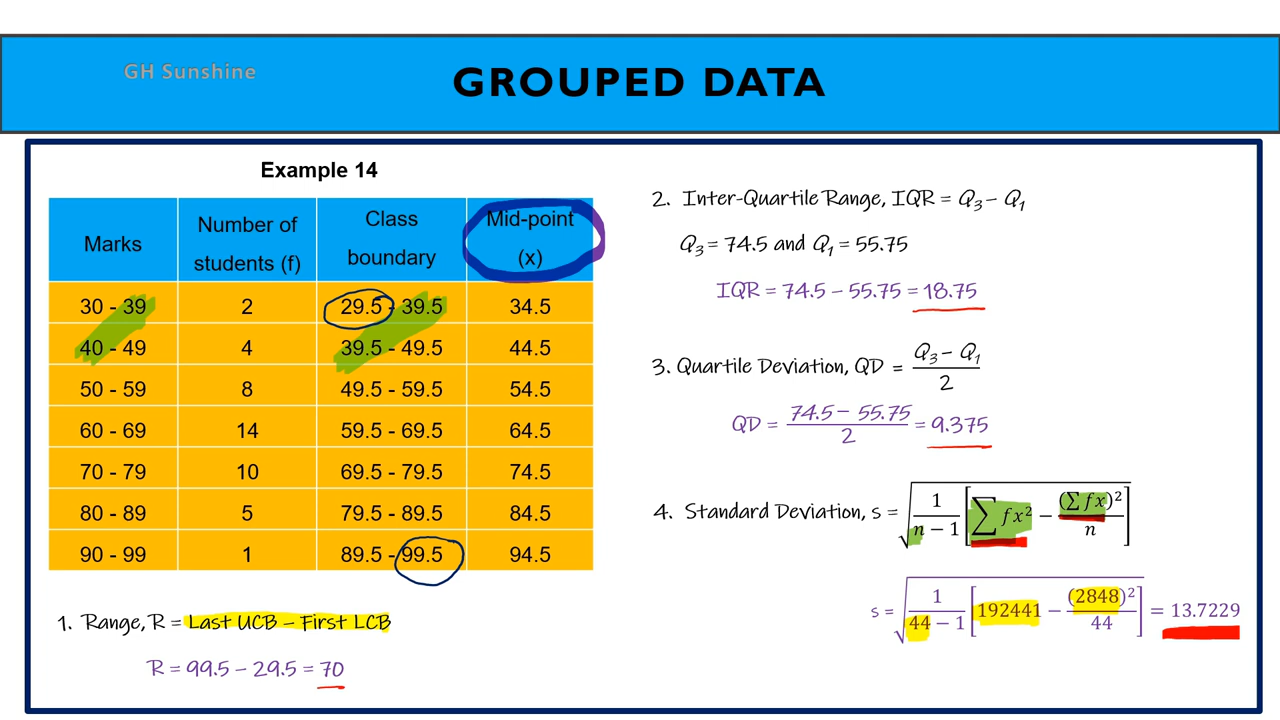 GH Sunshine
GROUPED DATA
Example 14
Marks | Number of students (f) | Class boundary | Mid-point (x)
30 - 39 | 2 | 29.5 - 39.5 | 34.5
40 - 49 | 4 | 39.5 - 49.5 | 44.5
50 - 59 | 8 | 49.5 - 59.5 | 54.5
60 - 69 | 14 | 59.5 - 69.5 | 64.5
70 - 79 | 10 | 69.5 - 79.5 | 74.5
80 - 89 | 5 | 79.5 - 89.5 | 84.5
90 - 99 | 1 | 89.5 - 99.5 | 94.5
1. Range, R = Last UCB – First LCB
R = 99.5 – 29.5 = 70
2. Inter-Quartile Range, IQR = Q₃ – Q₁
Q₃ = 74.5 and Q₁ = 55.75
IQR = 74.5 – 55.75 = 18.75
3. Quartile Deviation, QD = (Q₃ – Q₁)/2
QD = (74.5 – 55.75)/2 = 9.375
4. Standard Deviation, s = √(1/(n – 1) [∑ fx² – (∑ fx)²/n])
s = √(1/(44 – 1) [192441 – (2848)²/44]) = 13.7229